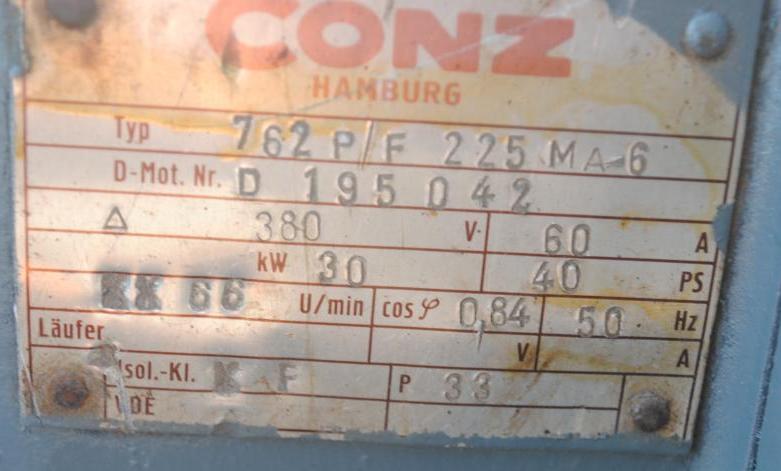 CONZ
HAMBURG
Typ 762 P/F 225 MA-6
D-Mot. Nr. D 195042
△ 380 V 60 A
kW 30 40 PS
66 U/min cos φ 0,84 50 Hz
Läufer V A
Isol.-Kl. F P 33
VDE